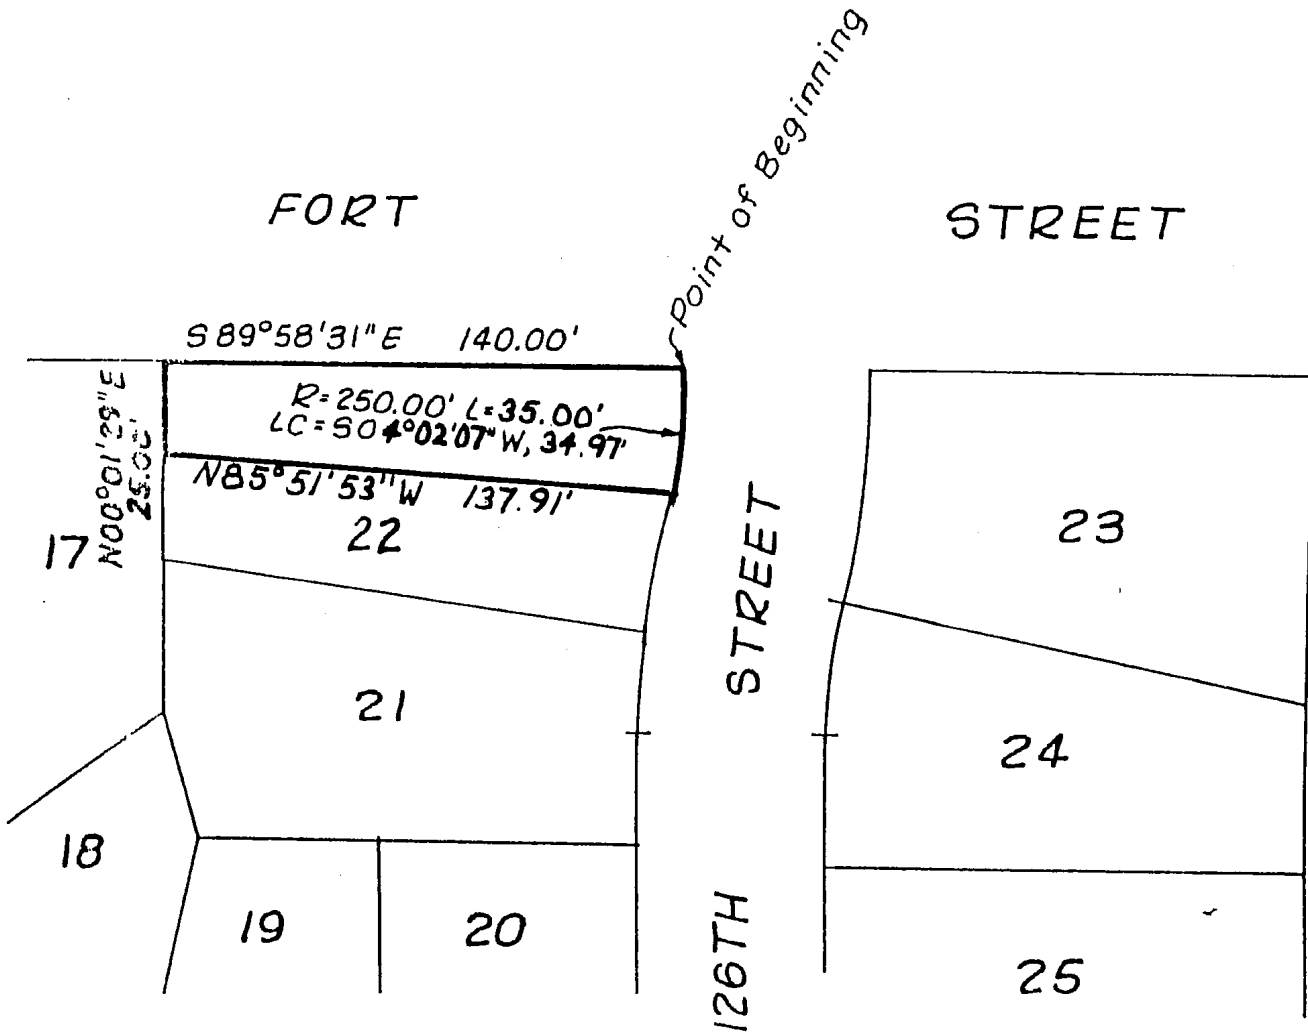 Point of Beginning
FORT STREET
S 89°58'31" E 140.00'
R=250.00' L=35.00'
LC=S04°02'07" W, 34.97'
N00°01'29" E
25.00'
N85°51'53" W 137.91'
17
22
23
STREET
21
24
18
19
20
126TH
25